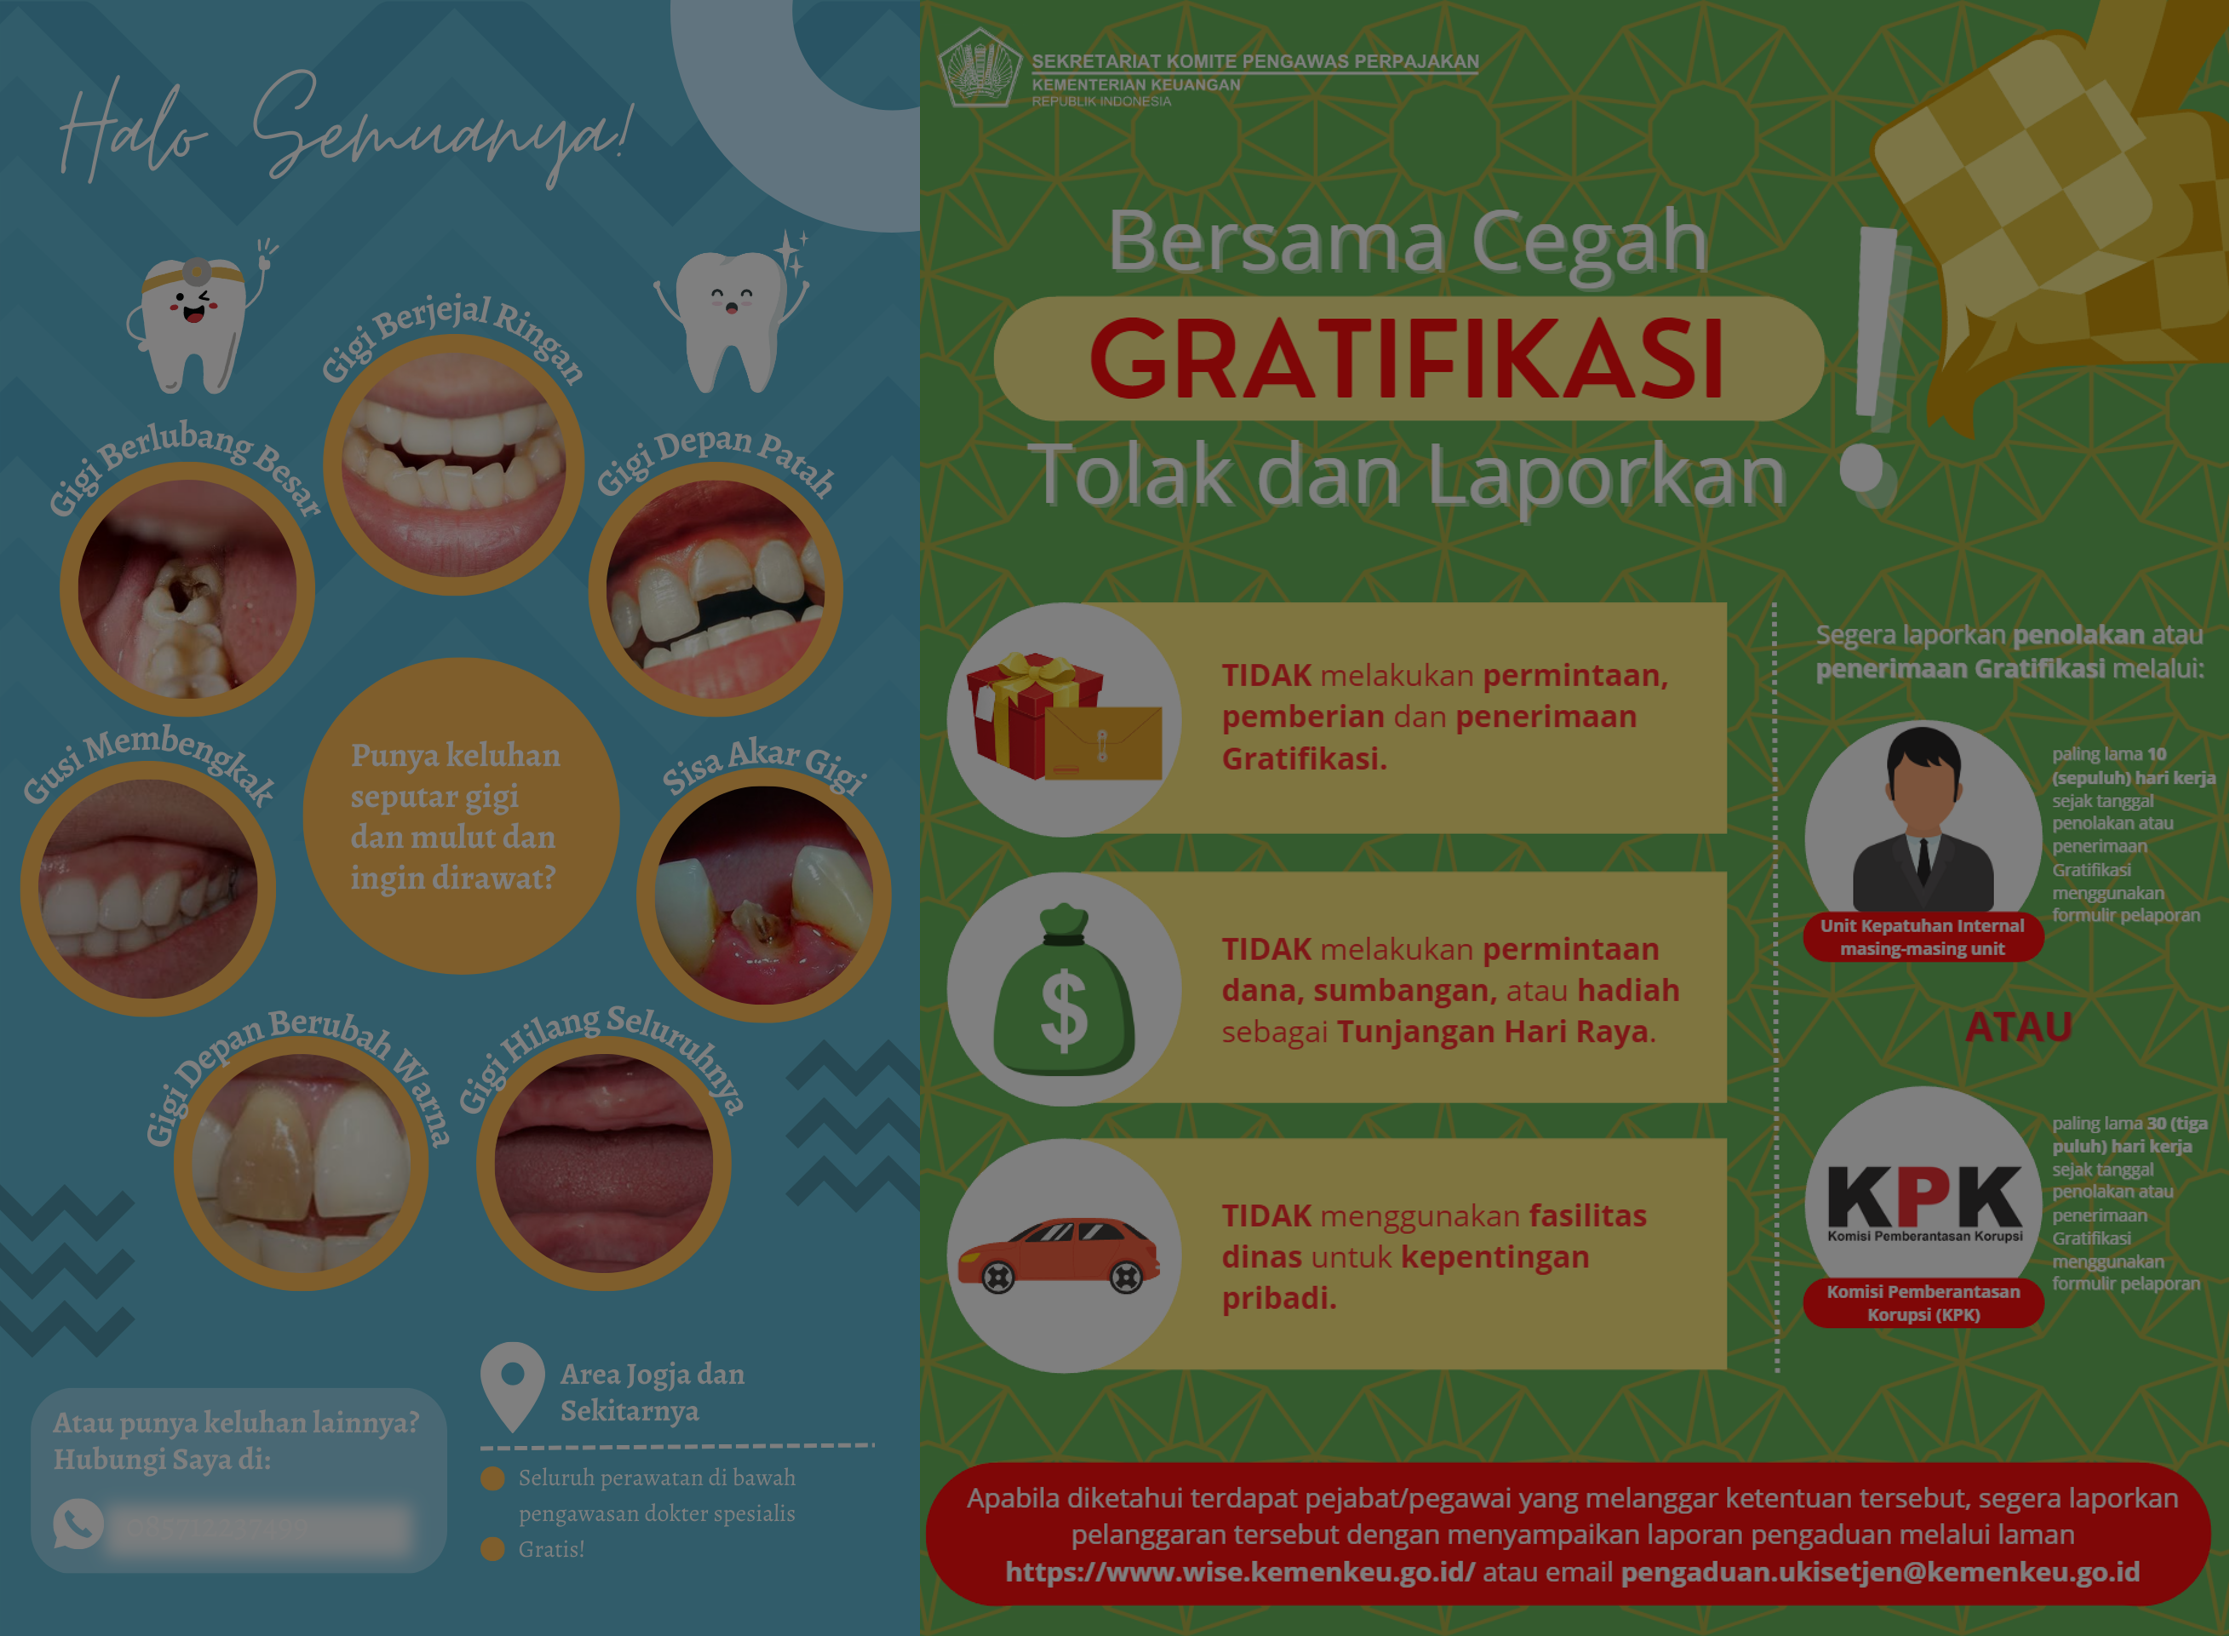 Halo Semuanya!
Gigi Berjejal Ringan
Gigi Berlubang Besar
Gigi Depan Patah
Gusi Membengkak
Punya keluhan
seputar gigi
dan mulut dan
ingin dirawat?
Sisa Akar Gigi
Gigi Depan Berubah Warna
Gigi Hilang Seluruhnya
Area Jogja dan
Sekitarnya
Atau punya keluhan lainnya?
Hubungi Saya di:
Seluruh perawatan di bawah
pengawasan dokter spesialis
Gratis!
SEKRETARIAT KOMITE PENGAWAS PERPAJAKAN
KEMENTERIAN KEUANGAN
REPUBLIK INDONESIA
Bersama Cegah
GRATIFIKASI
Tolak dan Laporkan
!
TIDAK melakukan permintaan,
pemberian dan penerimaan
Gratifikasi.
TIDAK melakukan permintaan
dana, sumbangan, atau hadiah
sebagai Tunjangan Hari Raya.
TIDAK menggunakan fasilitas
dinas untuk kepentingan
pribadi.
Segera laporkan penolakan atau
penerimaan Gratifikasi melalui:
paling lama 10
(sepuluh) hari kerja
sejak tanggal
penolakan atau
penerimaan
Gratifikasi
menggunakan
formulir pelaporan
Unit Kepatuhan Internal
masing-masing unit
ATAU
KPK
Komisi Pemberantasan Korupsi
paling lama 30 (tiga
puluh) hari kerja
sejak tanggal
penolakan atau
penerimaan
Gratifikasi
menggunakan
formulir pelaporan
Komisi Pemberantasan
Korupsi (KPK)
Apabila diketahui terdapat pejabat/pegawai yang melanggar ketentuan tersebut, segera laporkan
pelanggaran tersebut dengan menyampaikan laporan pengaduan melalui laman
https://www.wise.kemenkeu.go.id/ atau email pengaduan.ukisetjen@kemenkeu.go.id